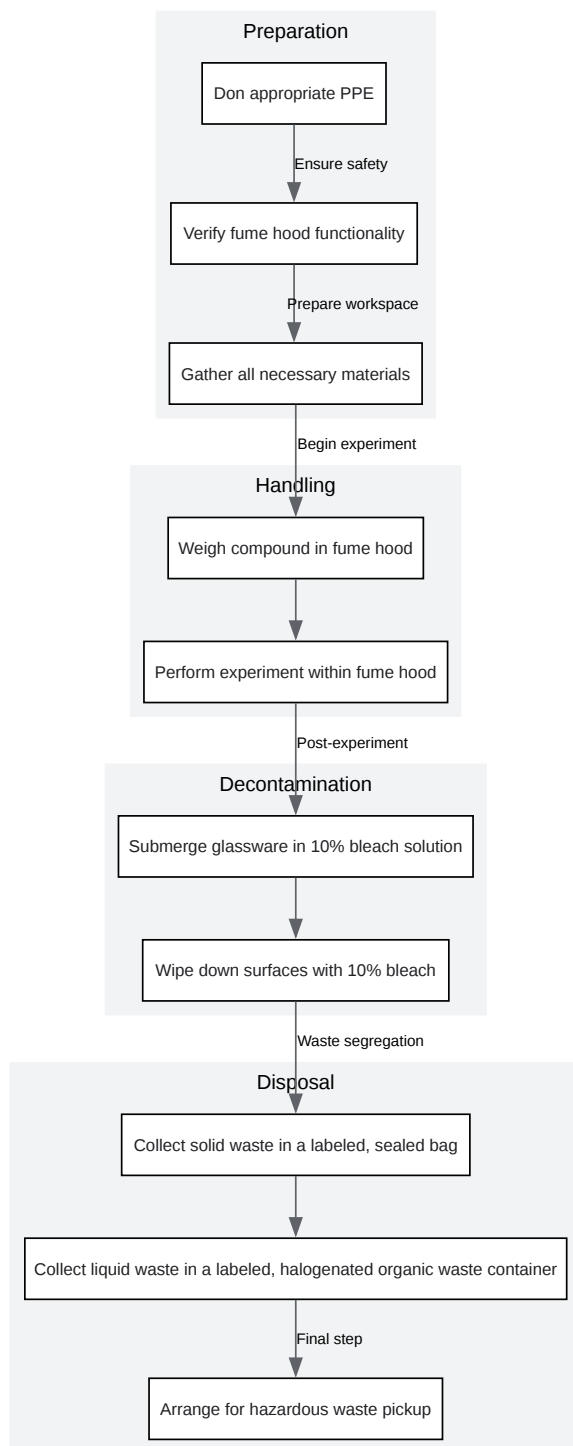 Preparation
Don appropriate PPE
Ensure safety
Verify fume hood functionality
Prepare workspace
Gather all necessary materials
Begin experiment
Handling
Weigh compound in fume hood
Perform experiment within fume hood
Post-experiment
Decontamination
Submerge glassware in 10% bleach solution
Wipe down surfaces with 10% bleach
Waste segregation
Disposal
Collect solid waste in a labeled, sealed bag
Collect liquid waste in a labeled, halogenated organic waste container
Final step
Arrange for hazardous waste pickup